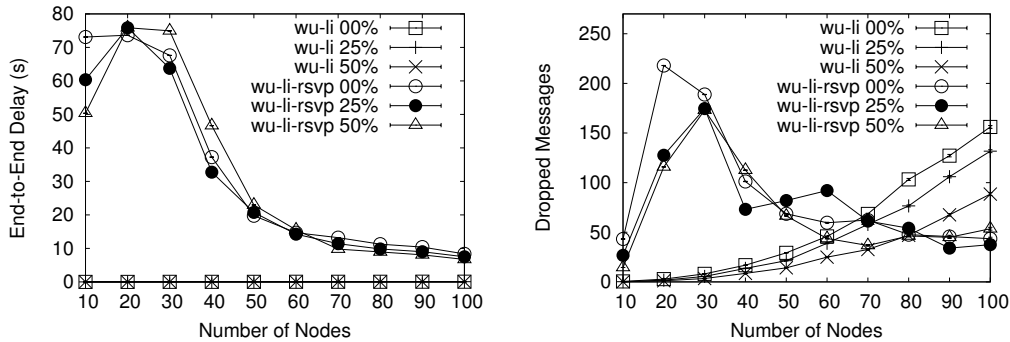 End-to-End Delay (s)
80
70
60
50
40
30
20
10
0
wu-li 00%
wu-li 25%
wu-li 50%
wu-li-rsvp 00%
wu-li-rsvp 25%
wu-li-rsvp 50%
10 20 30 40 50 60 70 80 90 100
Number of Nodes
Dropped Messages
250
200
150
100
50
0
wu-li 00%
wu-li 25%
wu-li 50%
wu-li-rsvp 00%
wu-li-rsvp 25%
wu-li-rsvp 50%
10 20 30 40 50 60 70 80 90 100
Number of Nodes